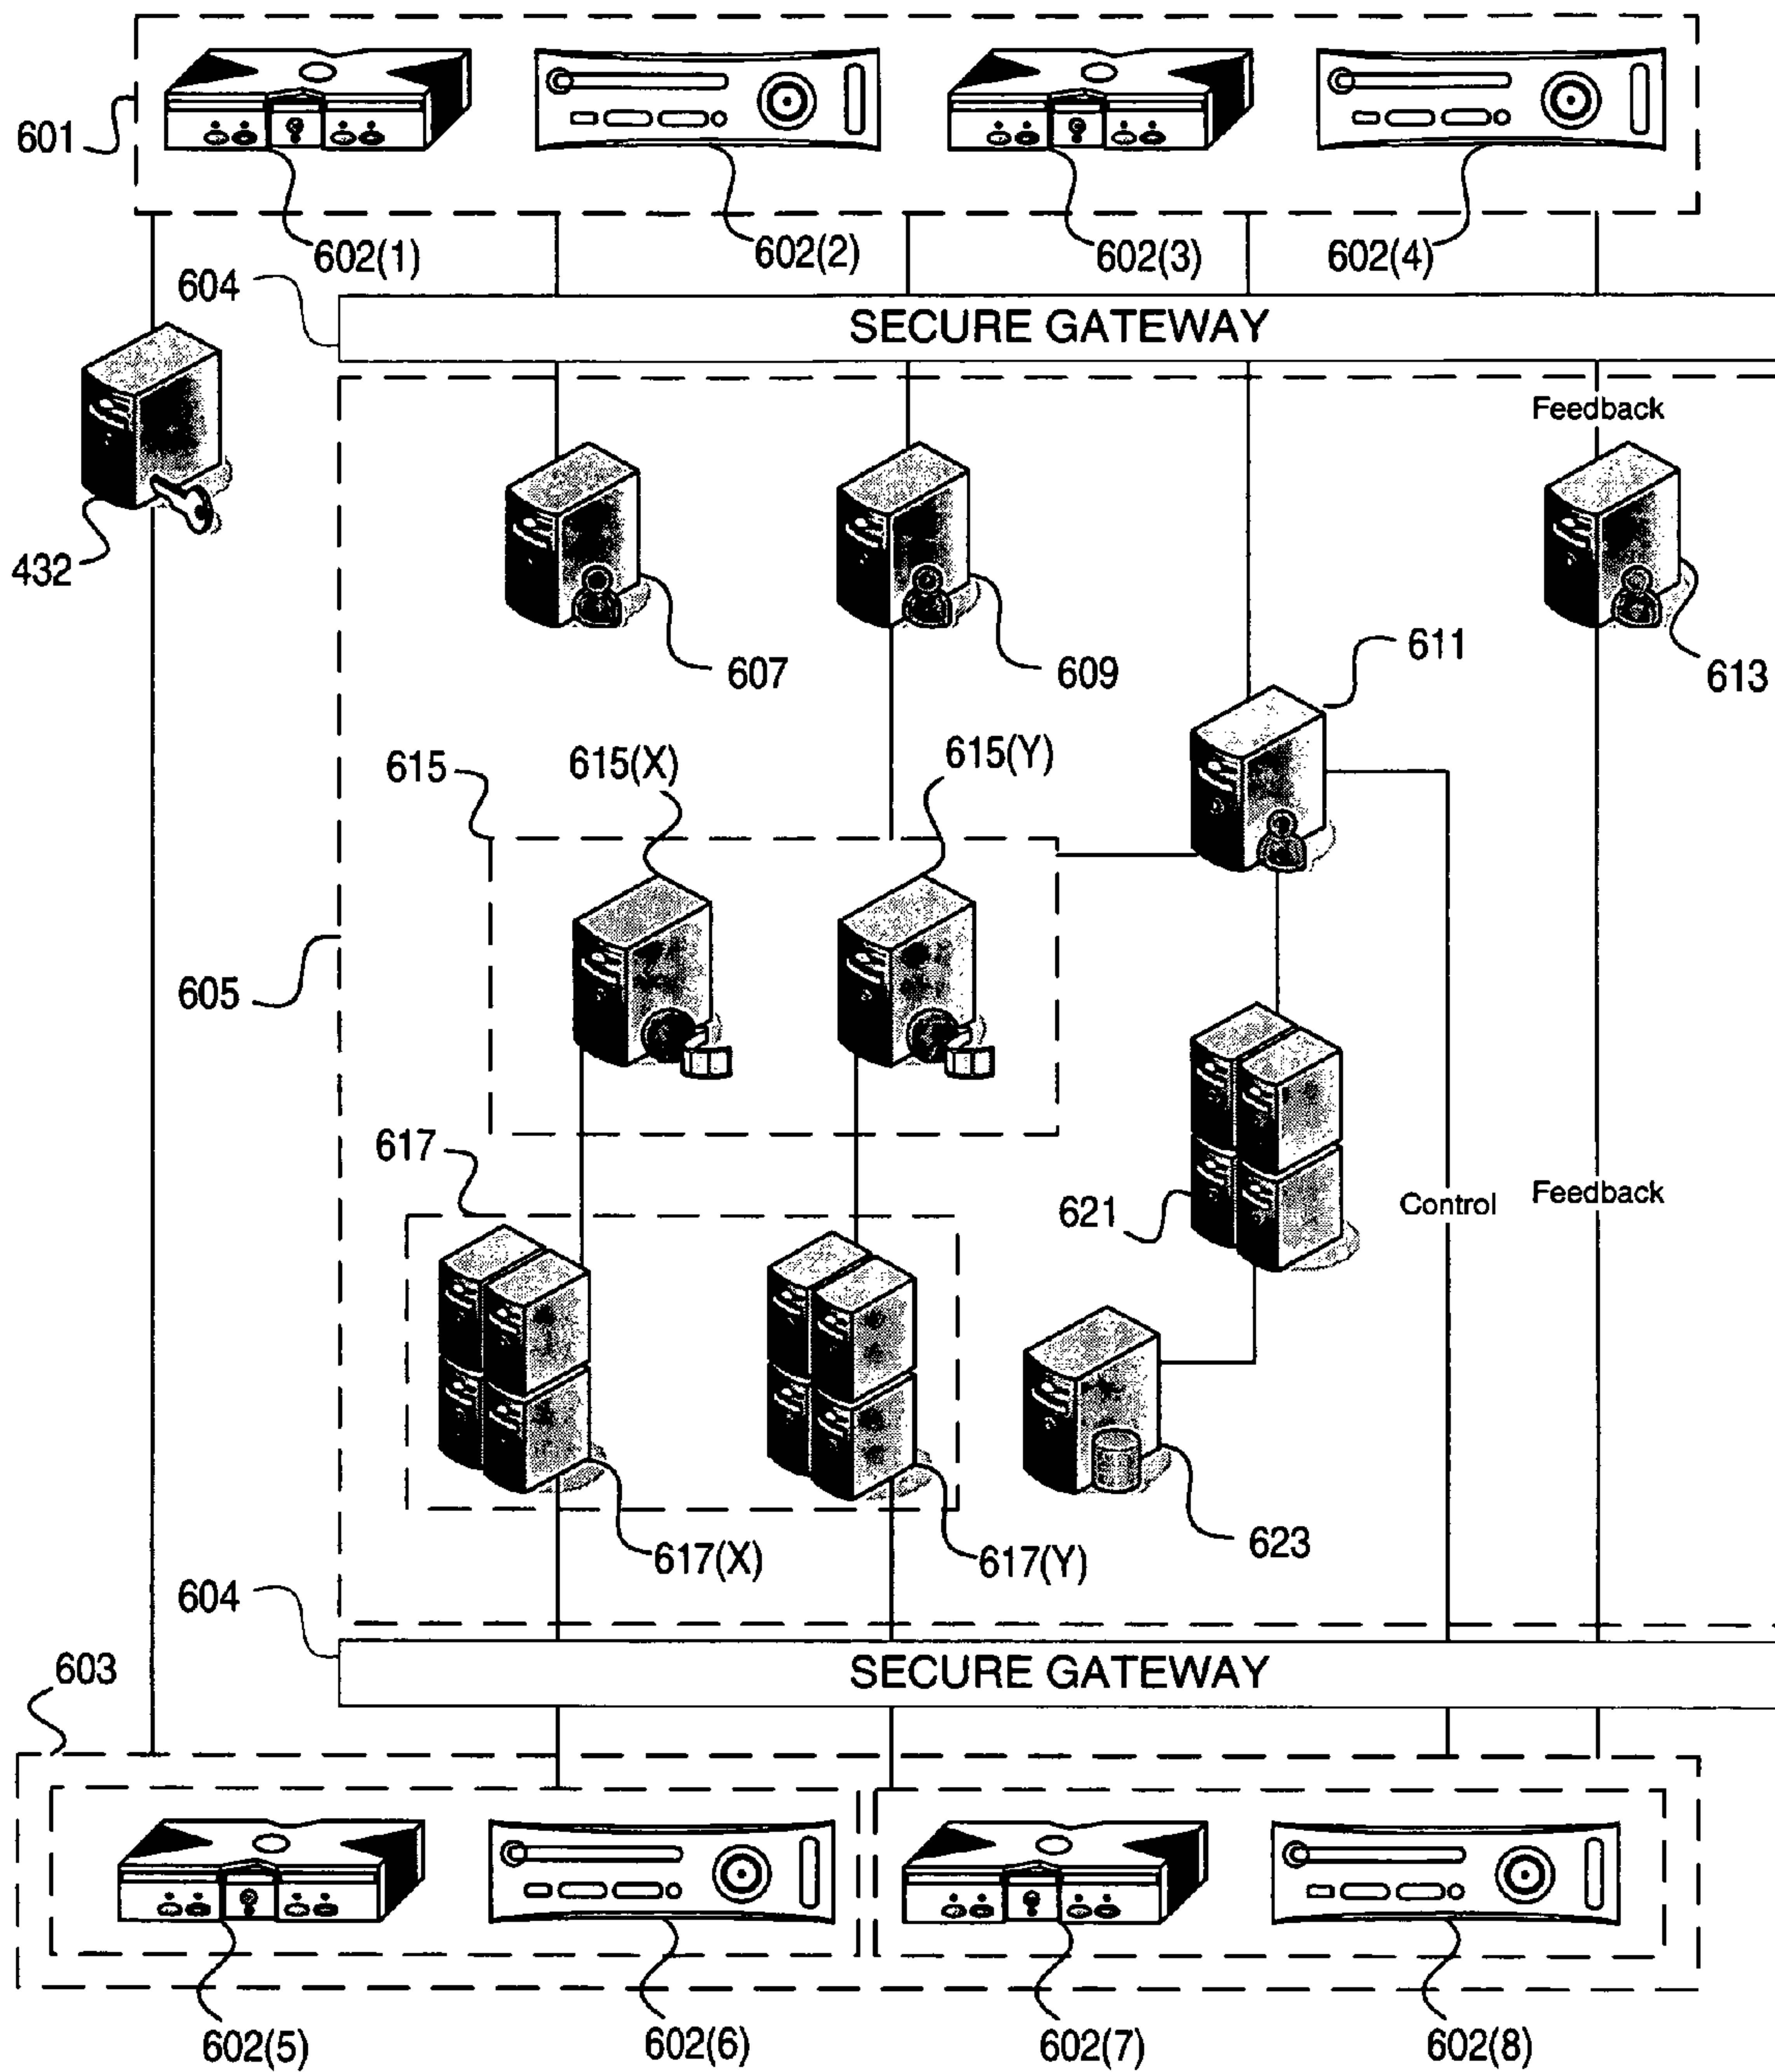 601
602(1)
602(2)
602(3)
602(4)
604
SECURE GATEWAY
Feedback
432
607
609
611
613
615
615(X)
615(Y)
605
617
621
Control
Feedback
617(X)
617(Y)
623
604
SECURE GATEWAY
603
602(5)
602(6)
602(7)
602(8)